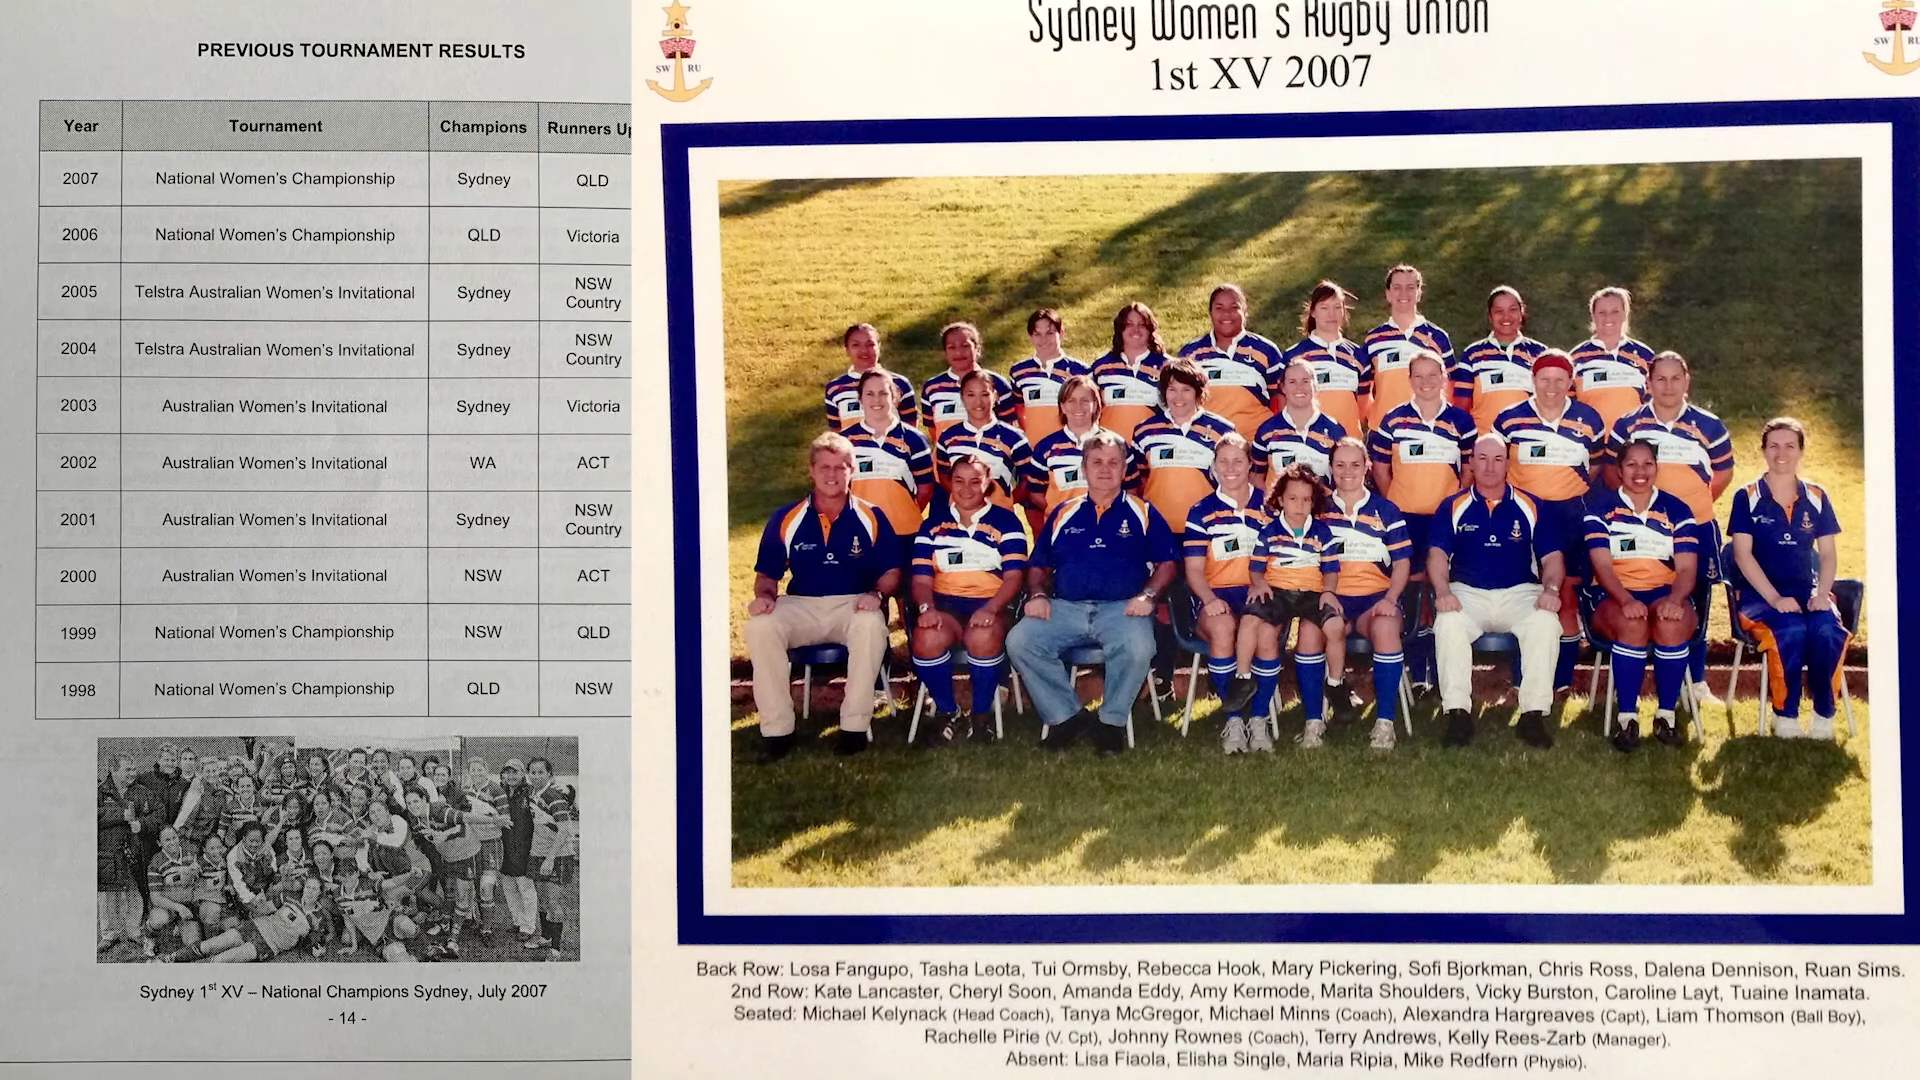 PREVIOUS TOURNAMENT RESULTS
Year Tournament Champions Runners Up
2007 National Women's Championship Sydney QLD
2006 National Women's Championship QLD Victoria
2005 Telstra Australian Women's Invitational Sydney NSW Country
2004 Telstra Australian Women's Invitational Sydney NSW Country
2003 Australian Women's Invitational Sydney Victoria
2002 Australian Women's Invitational WA ACT
2001 Australian Women's Invitational Sydney NSW Country
2000 Australian Women's Invitational NSW ACT
1999 National Women's Championship NSW QLD
1998 National Women's Championship QLD NSW
Sydney 1st XV – National Champions Sydney, July 2007
- 14 -
SW RU
Sydney Women s Rugby Union
1st XV 2007
SW RU
Back Row: Losa Fangupo, Tasha Leota, Tui Ormsby, Rebecca Hook, Mary Pickering, Sofi Bjorkman, Chris Ross, Dalena Dennison, Ruan Sims.
2nd Row: Kate Lancaster, Cheryl Soon, Amanda Eddy, Amy Kermode, Marita Shoulders, Vicky Burston, Caroline Layt, Tuaine Inamata.
Seated: Michael Kelynack (Head Coach), Tanya McGregor, Michael Minns (Coach), Alexandra Hargreaves (Capt), Liam Thomson (Ball Boy),
Rachelle Pirie (V. Cpt), Johnny Rownes (Coach), Terry Andrews, Kelly Rees-Zarb (Manager).
Absent: Lisa Fiaola, Elisha Single, Maria Ripia, Mike Redfern (Physio).